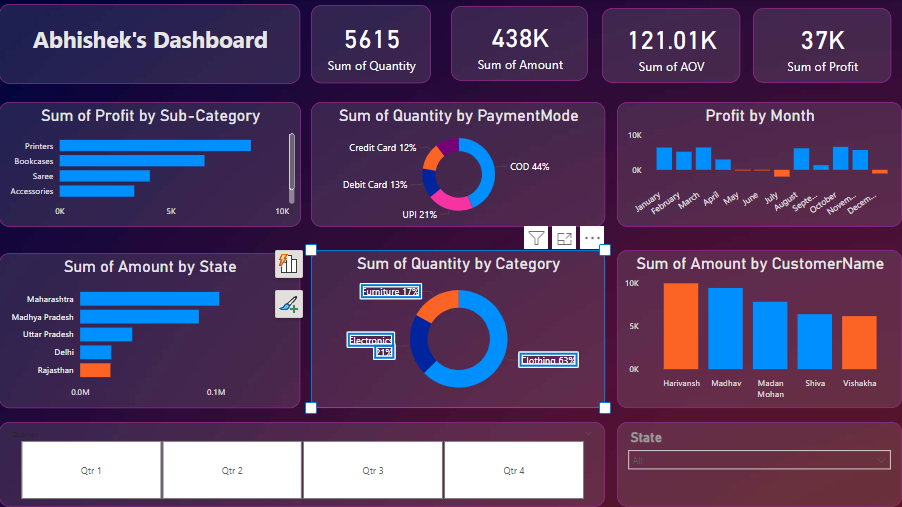 Abhishek's Dashboard
5615
Sum of Quantity
438K
Sum of Amount
121.01K
Sum of AOV
37K
Sum of Profit
Sum of Profit by Sub-Category
Printers
Bookcases
Saree
Accessories
0K
5K
10K
Sum of Quantity by PaymentMode
Credit Card 12%
COD 44%
Debit Card 13%
UPI 21%
Profit by Month
10K
0K
January
February
March
April
May
June
July
August
Septe...
October
Novem...
Decem...
Sum of Amount by State
Maharashtra
Madhya Pradesh
Uttar Pradesh
Delhi
Rajasthan
0.0M
0.1M
Sum of Quantity by Category
Furniture 17%
Electronics
21%
Clothing 63%
Sum of Amount by CustomerName
10K
5K
0K
Harivansh
Madhav
Madan
Mohan
Shiva
Vishakha
Qtr 1
Qtr 2
Qtr 3
Qtr 4
State
All